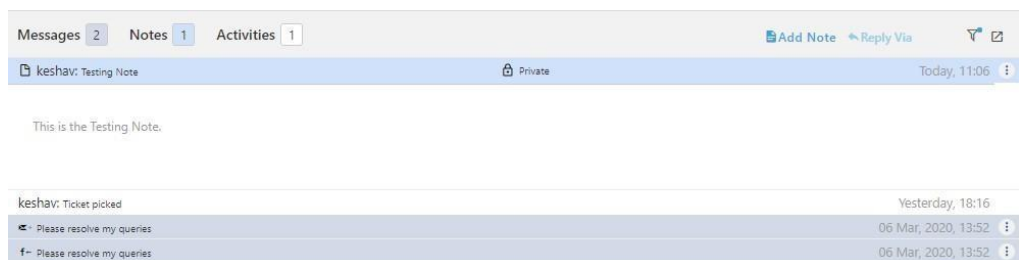 Messages 2 Notes 1 Activities 1 Add Note Reply Via
keshav: Testing Note Private Today, 11:06
This is the Testing Note.
keshav: Ticket picked Yesterday, 18:16
Please resolve my queries 06 Mar, 2020, 13:52
Please resolve my queries 06 Mar, 2020, 13:52